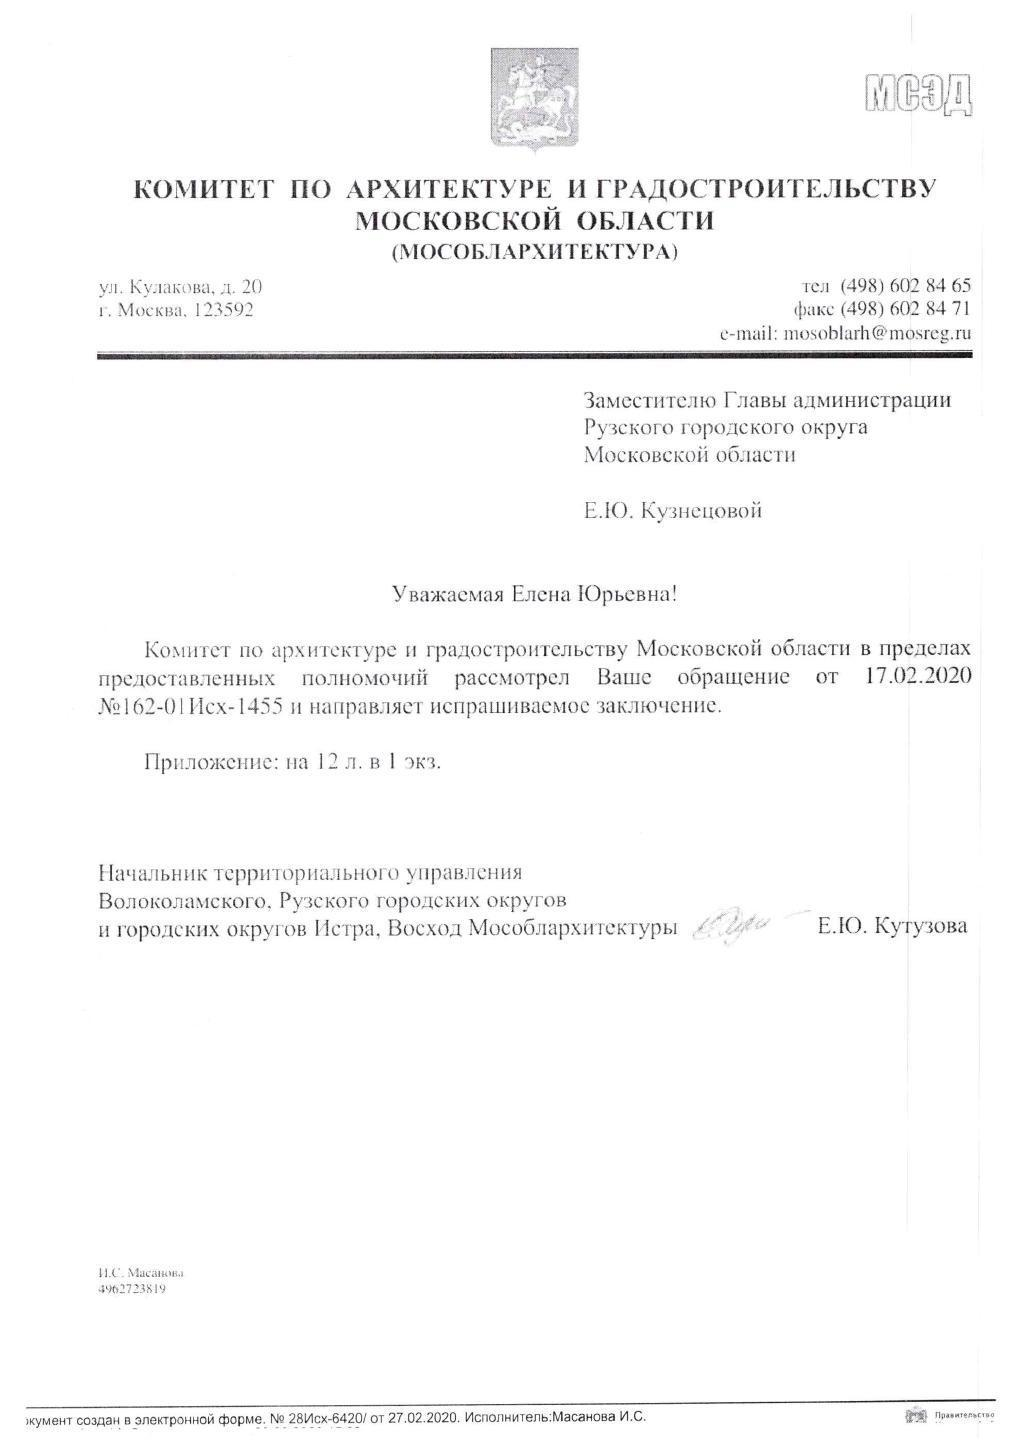 МСЭД
КОМИТЕТ ПО АРХИТЕКТУРЕ И ГРАДОСТРОИТЕЛЬСТВУ
МОСКОВСКОЙ ОБЛАСТИ
(МОСОБЛАРХИТЕКТУРА)
ул. Кулакова, д. 20
г. Москва, 123592
тел (498) 602 84 65
факс (498) 602 84 71
e-mail: mosoblarh@mosreg.ru
Заместителю Главы администрации
Рузского городского округа
Московской области
Е.Ю. Кузнецовой
Уважаемая Елена Юрьевна!
Комитет по архитектуре и градостроительству Московской области в пределах
предоставленных полномочий рассмотрел Ваше обращение от 17.02.2020
№162-01Исх-1455 и направляет испрашиваемое заключение.
Приложение: на 12 л. в 1 экз.
Начальник территориального управления
Волоколамского, Рузского городских округов
и городских округов Истра, Восход Мособлархитектуры Е.Ю. Кутузова
И.С. Масанова
4962723819
окумент создан в электронной форме. № 28Исх-6420/ от 27.02.2020. Исполнитель:Масанова И.С.
Правительство